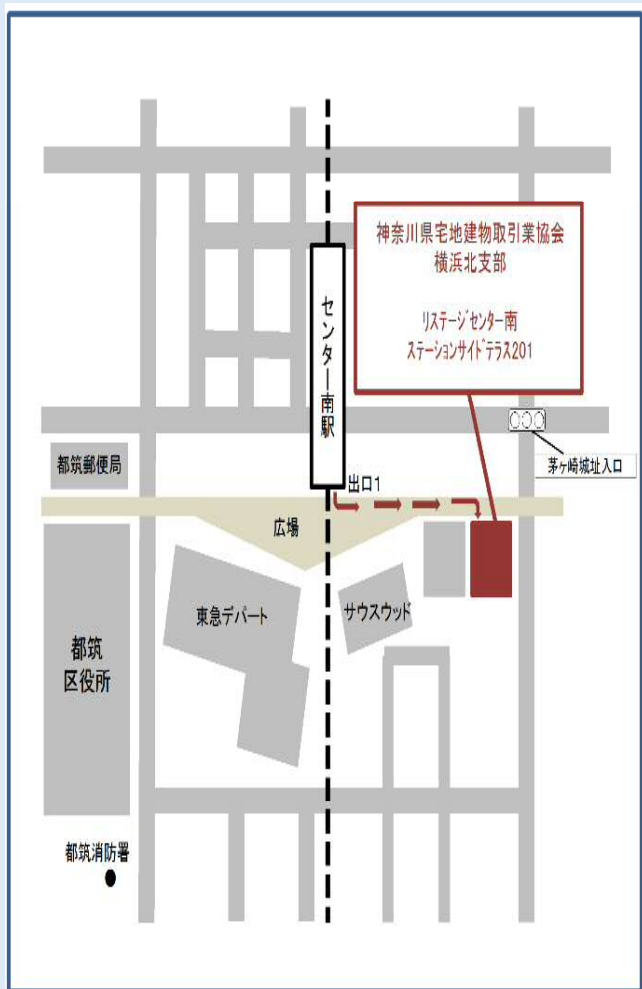 神奈川県宅地建物取引業協会
横浜北支部
リステージセンター南
ステーションサイドテラス201
センター南駅
都筑郵便局
茅ヶ崎城址入口
出口1
広場
東急デパート
サウスウッド
都筑
区役所
都筑消防署